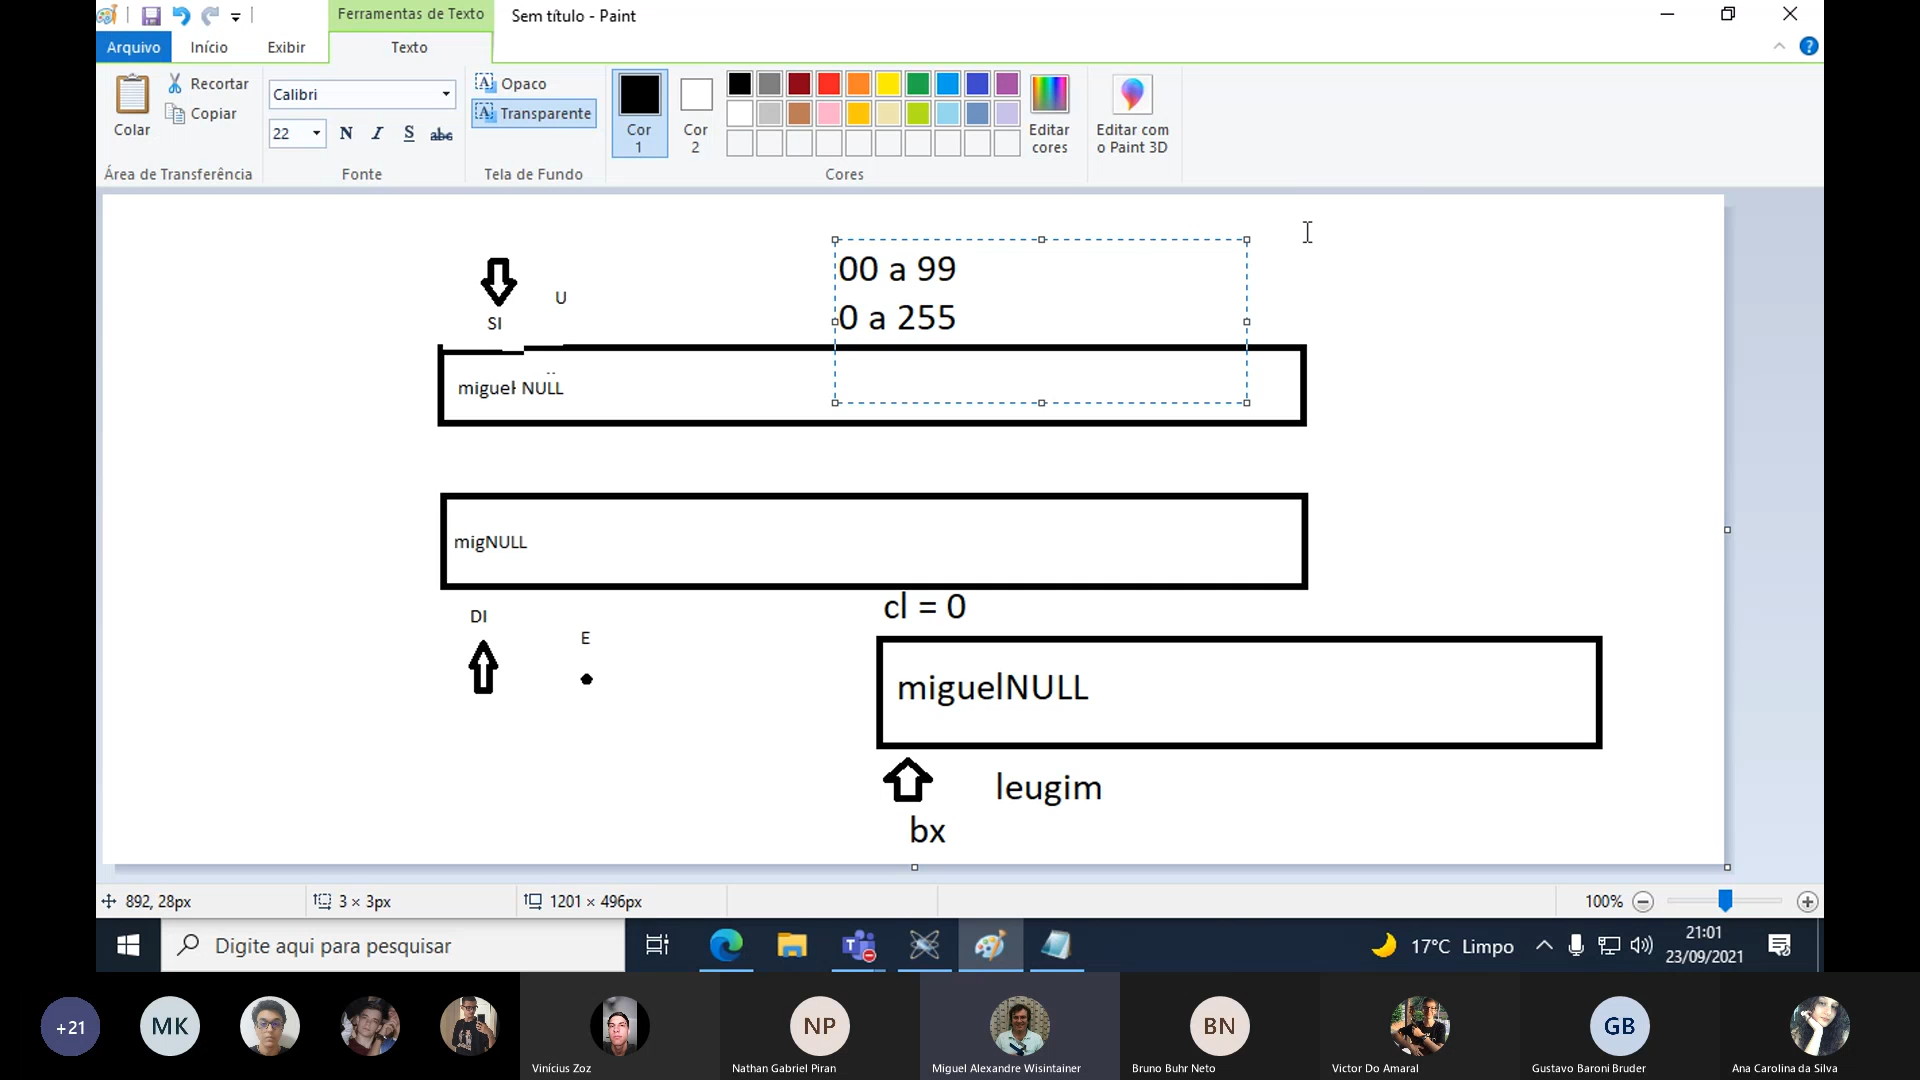 Ferramentas de Texto
Sem título - Paint
Arquivo
Início
Exibir
Texto
Colar
Recortar
Copiar
Calibri
22
N I S abc
Opaco
Transparente
Cor 1
Cor 2
Editar cores
Editar com o Paint 3D
Área de Transferência
Fonte
Tela de Fundo
Cores
00 a 99
0 a 255
U
SI
miguel NULL
migNULL
DI
E
cl = 0
miguelNULL
leugim
bx
892, 28px
3 × 3px
1201 × 496px
100%
Digite aqui para pesquisar
17°C Limpo
21:01
23/09/2021
+21
MK
NP
BN
GB
Vinícius Zoz
Nathan Gabriel Piran
Miguel Alexandre Wisintainer
Bruno Buhr Neto
Victor Do Amaral
Gustavo Baroni Bruder
Ana Carolina da Silva